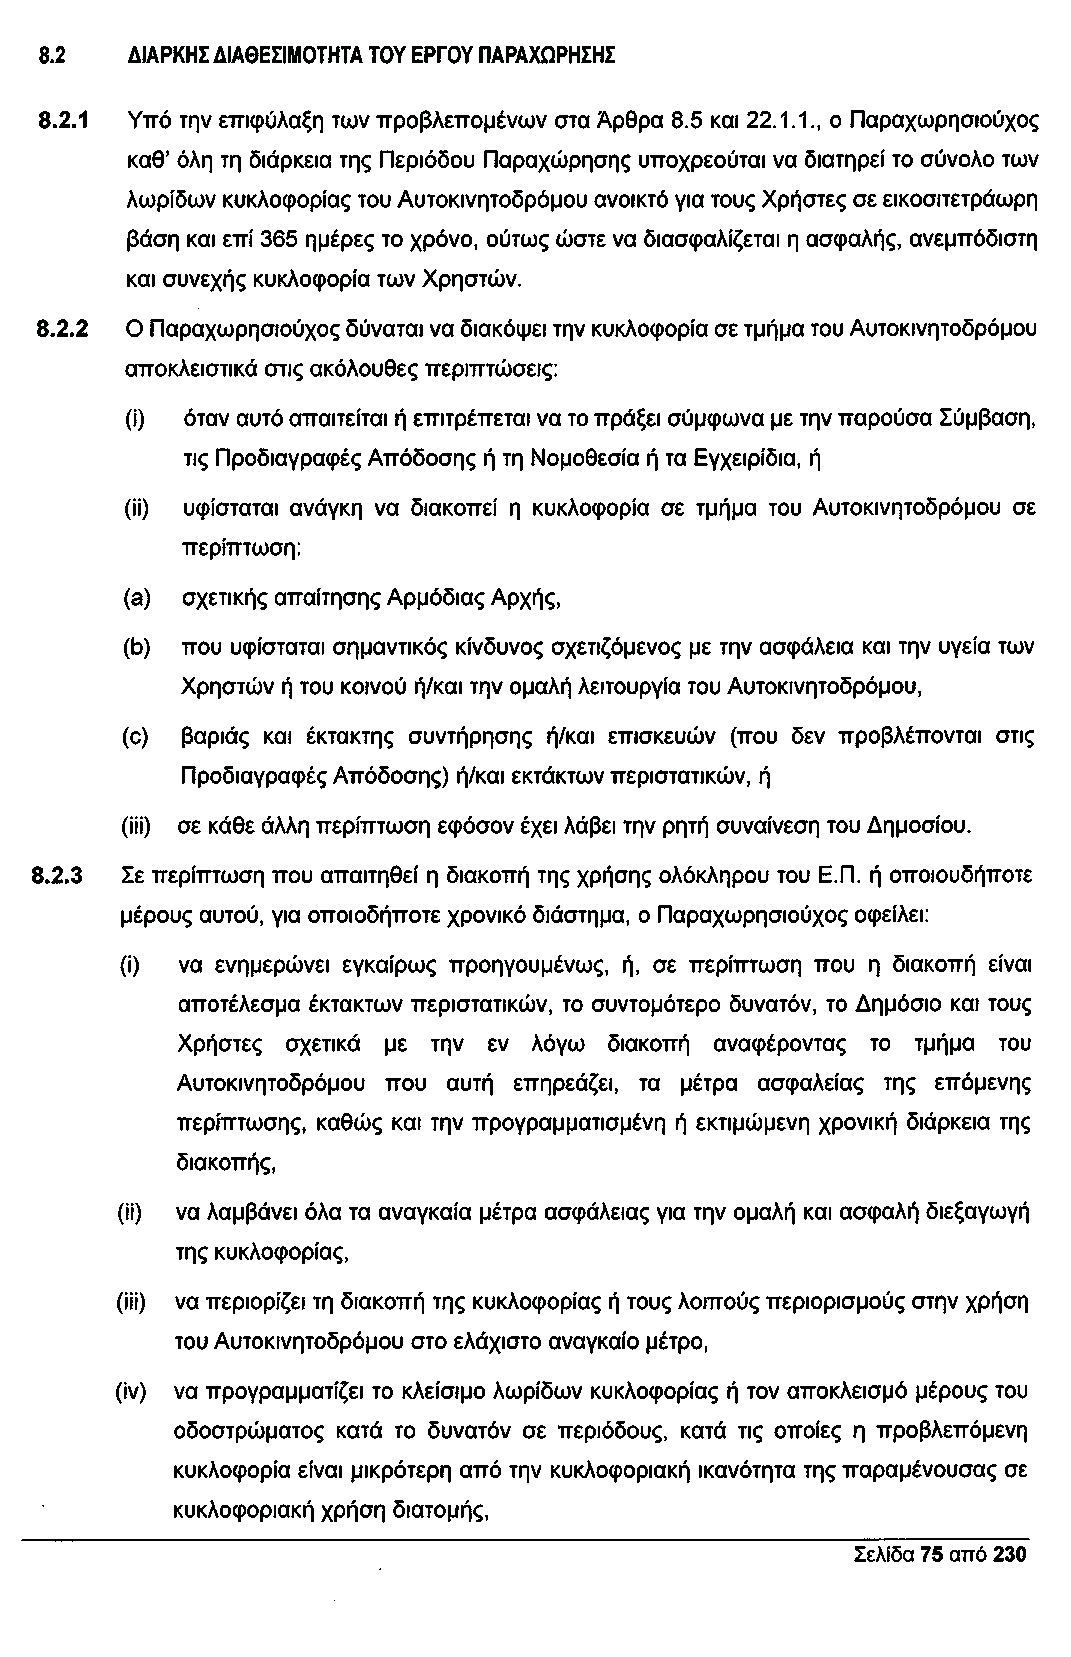 8.2 ΔΙΑΡΚΗΣ ΔΙΑΘΕΣΙΜΟΤΗΤΑ ΤΟΥ ΕΡΓΟΥ ΠΑΡΑΧΩΡΗΣΗΣ
8.2.1 Υπό την επιφύλαξη των προβλεπομένων στα Άρθρα 8.5 και 22.1.1., ο Παραχωρησιούχος
καθ’ όλη τη διάρκεια της Περιόδου Παραχώρησης υποχρεούται να διατηρεί το σύνολο των
λωρίδων κυκλοφορίας του Αυτοκινητοδρόμου ανοικτό για τους Χρήστες σε εικοσιτετράωρη
βάση και επί 365 ημέρες το χρόνο, ούτως ώστε να διασφαλίζεται η ασφαλής, ανεμπόδιστη
και συνεχής κυκλοφορία των Χρηστών.
8.2.2 Ο Παραχωρησιούχος δύναται να διακόψει την κυκλοφορία σε τμήμα του Αυτοκινητοδρόμου
αποκλειστικά στις ακόλουθες περιπτώσεις:
(i) όταν αυτό απαιτείται ή επιτρέπεται να το πράξει σύμφωνα με την παρούσα Σύμβαση,
τις Προδιαγραφές Απόδοσης ή τη Νομοθεσία ή τα Εγχειρίδια, ή
(ii) υφίσταται ανάγκη να διακοπεί η κυκλοφορία σε τμήμα του Αυτοκινητοδρόμου σε
περίπτωση:
(a) σχετικής απαίτησης Αρμόδιας Αρχής,
(b) που υφίσταται σημαντικός κίνδυνος σχετιζόμενος με την ασφάλεια και την υγεία των
Χρηστών ή του κοινού ή/και την ομαλή λειτουργία του Αυτοκινητοδρόμου,
(c) βαριάς και έκτακτης συντήρησης ή/και επισκευών (που δεν προβλέπονται στις
Προδιαγραφές Απόδοσης) ή/και εκτάκτων περιστατικών, ή
(iii) σε κάθε άλλη περίπτωση εφόσον έχει λάβει την ρητή συναίνεση του Δημοσίου.
8.2.3 Σε περίπτωση που απαιτηθεί η διακοπή της χρήσης ολόκληρου του Ε.Π. ή οποιουδήποτε
μέρους αυτού, για οποιοδήποτε χρονικό διάστημα, ο Παραχωρησιούχος οφείλει:
(i) να ενημερώνει εγκαίρως προηγουμένως, ή, σε περίπτωση που η διακοπή είναι
αποτέλεσμα έκτακτων περιστατικών, το συντομότερο δυνατόν, το Δημόσιο και τους
Χρήστες σχετικά με την εν λόγω διακοπή αναφέροντας το τμήμα του
Αυτοκινητοδρόμου που αυτή επηρεάζει, τα μέτρα ασφαλείας της επόμενης
περίπτωσης, καθώς και την προγραμματισμένη ή εκτιμώμενη χρονική διάρκεια της
διακοπής,
(ii) να λαμβάνει όλα τα αναγκαία μέτρα ασφάλειας για την ομαλή και ασφαλή διεξαγωγή
της κυκλοφορίας,
(iii) να περιορίζει τη διακοπή της κυκλοφορίας ή τους λοιπούς περιορισμούς στην χρήση
του Αυτοκινητοδρόμου στο ελάχιστο αναγκαίο μέτρο,
(iv) να προγραμματίζει το κλείσιμο λωρίδων κυκλοφορίας ή τον αποκλεισμό μέρους του
οδοστρώματος κατά το δυνατόν σε περιόδους, κατά τις οποίες η προβλεπόμενη
κυκλοφορία είναι μικρότερη από την κυκλοφοριακή ικανότητα της παραμένουσας σε
κυκλοφοριακή χρήση διατομής,
Σελίδα 75 από 230